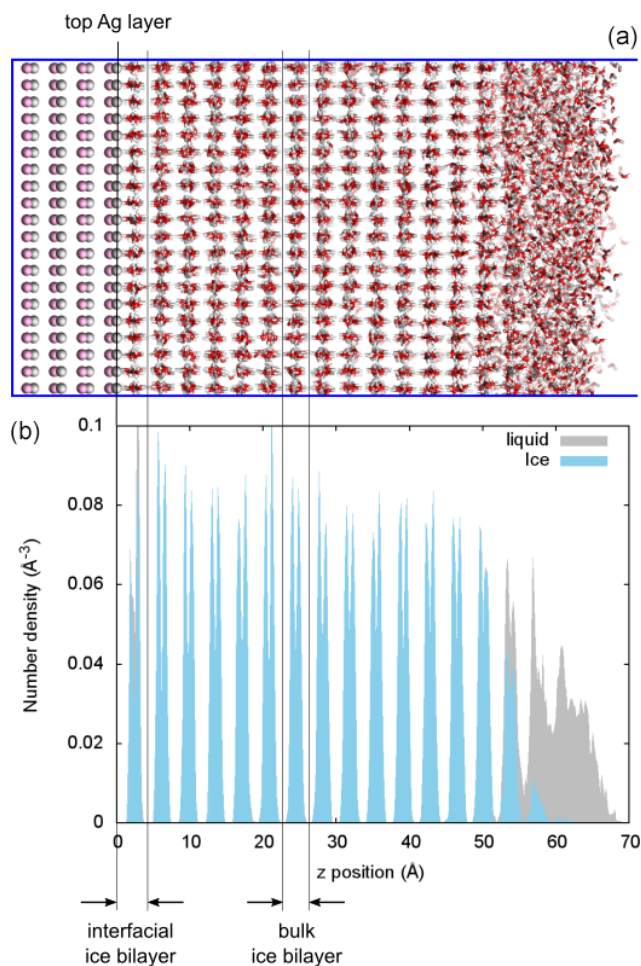 top Ag layer
(a)
(b)
liquid
Ice
Number density (Å⁻³)
0.1
0.08
0.06
0.04
0.02
0
0 10 20 30 40 50 60 70
z position (Å)
interfacial
ice bilayer
bulk
ice bilayer